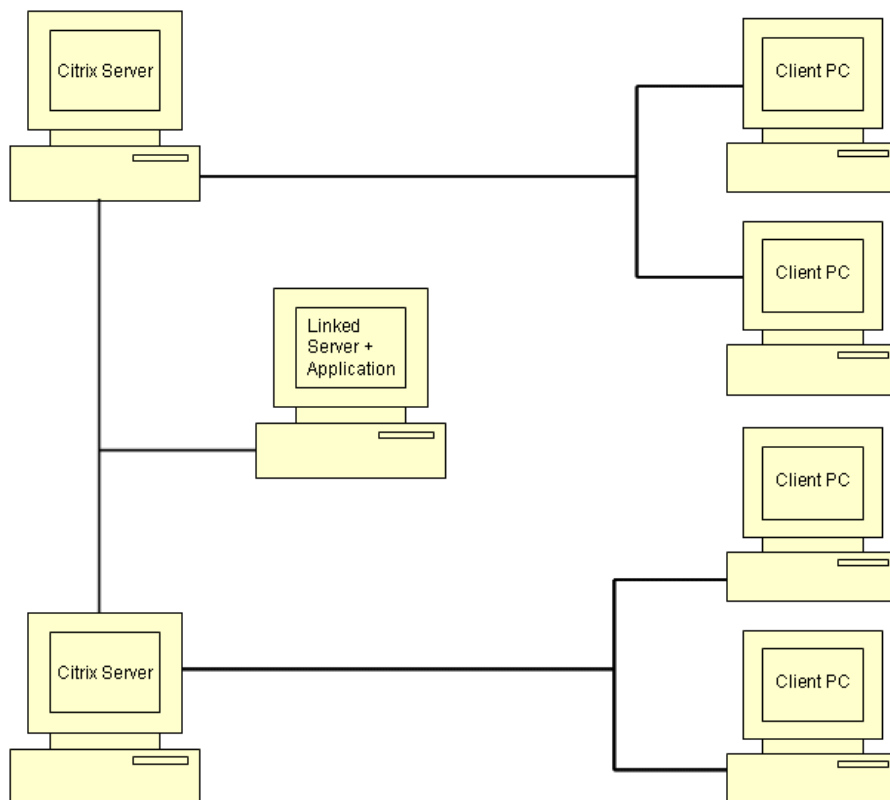 Citrix Server
Client PC
Client PC
Linked
Server +
Application
Client PC
Citrix Server
Client PC